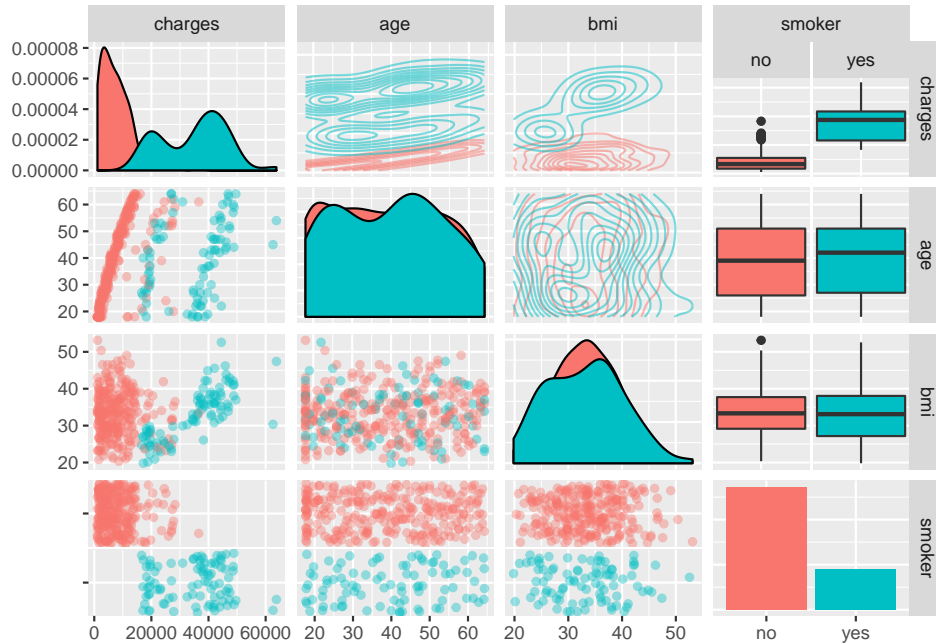 charges age bmi smoker
no yes
0.00008
0.00006
0.00004
0.00002
0.00000
charges
60
50
40
30
20
age
50
40
30
20
bmi
smoker
0 20000 40000 60000 20 30 40 50 60 20 30 40 50 no yes